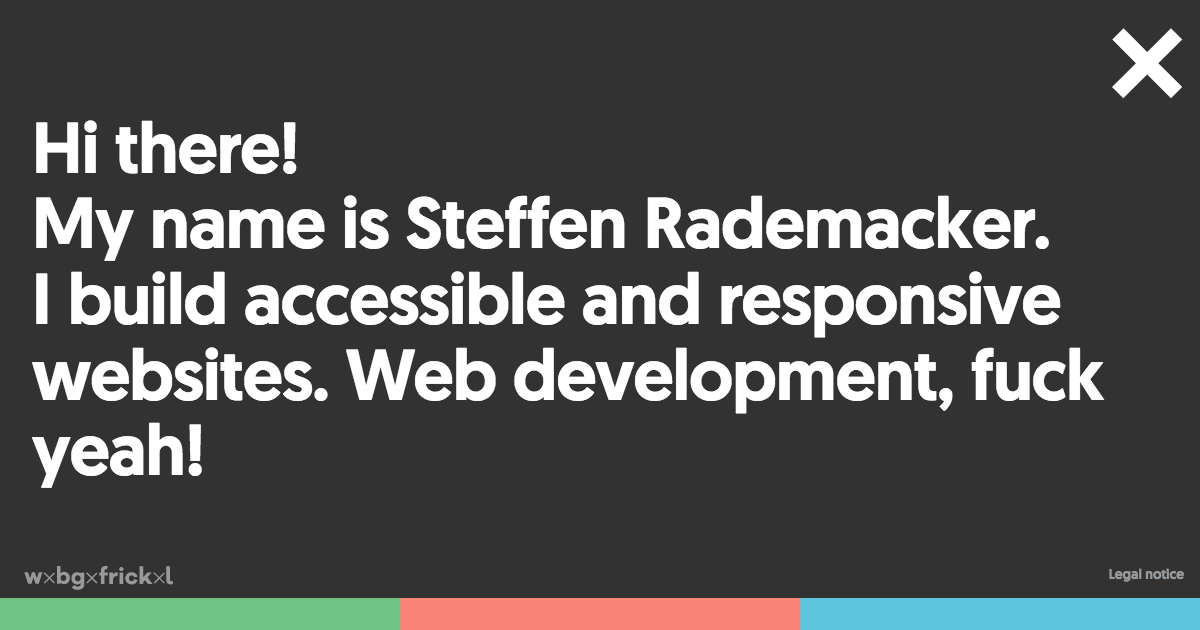 Hi there!
My name is Steffen Rademacker.
I build accessible and responsive
websites. Web development, fuck
yeah!
w×bg×frick×l
Legal notice